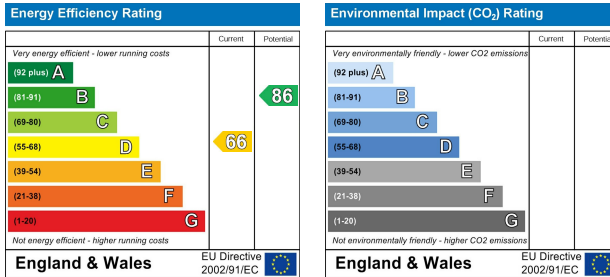 Energy Efficiency Rating
Current Potential
Very energy efficient - lower running costs
(92 plus) A
(81-91) B
(69-80) C
(55-68) D
(39-54) E
(21-38) F
(1-20) G
86
66
Not energy efficient - higher running costs
England & Wales
EU Directive
2002/91/EC
Environmental Impact (CO₂) Rating
Current Potential
Very environmentally friendly - lower CO2 emissions
(92 plus) A
(81-91) B
(69-80) C
(55-68) D
(39-54) E
(21-38) F
(1-20) G
Not environmentally friendly - higher CO2 emissions
England & Wales
EU Directive
2002/91/EC